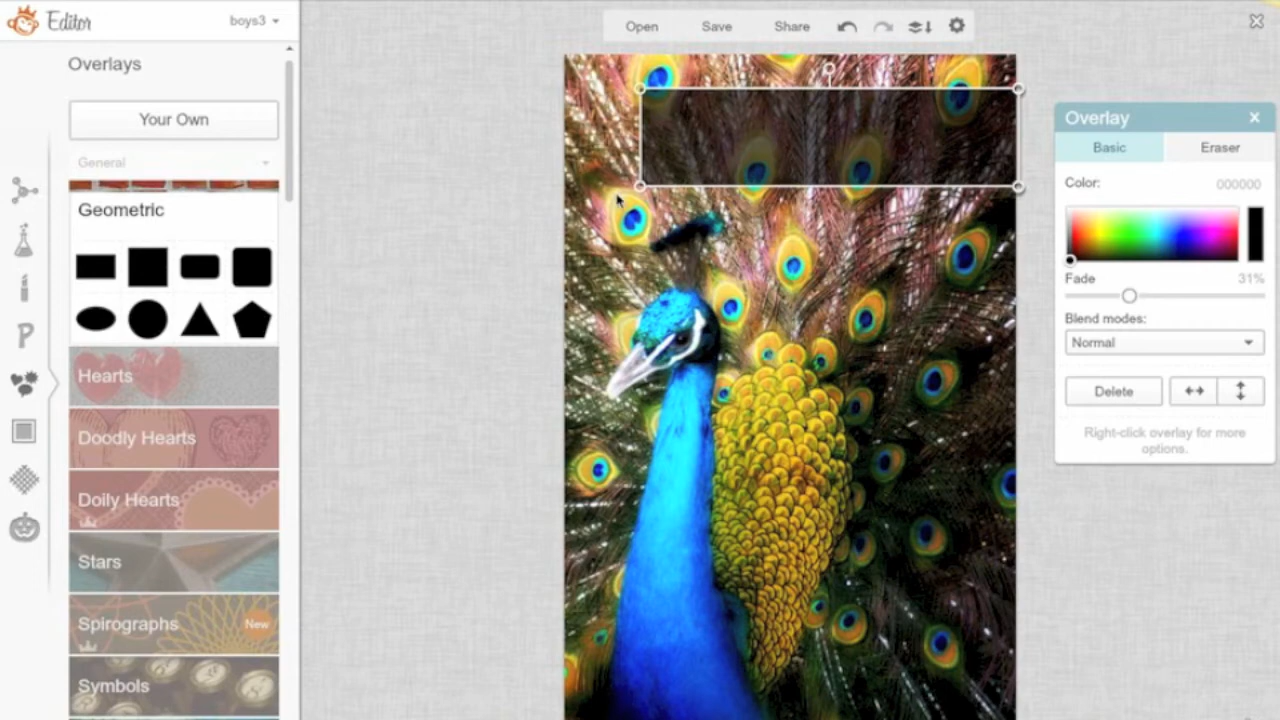 Editor
boys3
Open
Save
Share
Overlays
Your Own
General
Geometric
Hearts
Doodly Hearts
Doily Hearts
Stars
Spirographs
New
Symbols
Overlay
Basic
Eraser
Color:
000000
Fade
31%
Blend modes:
Normal
Delete
Right-click overlay for more
options.